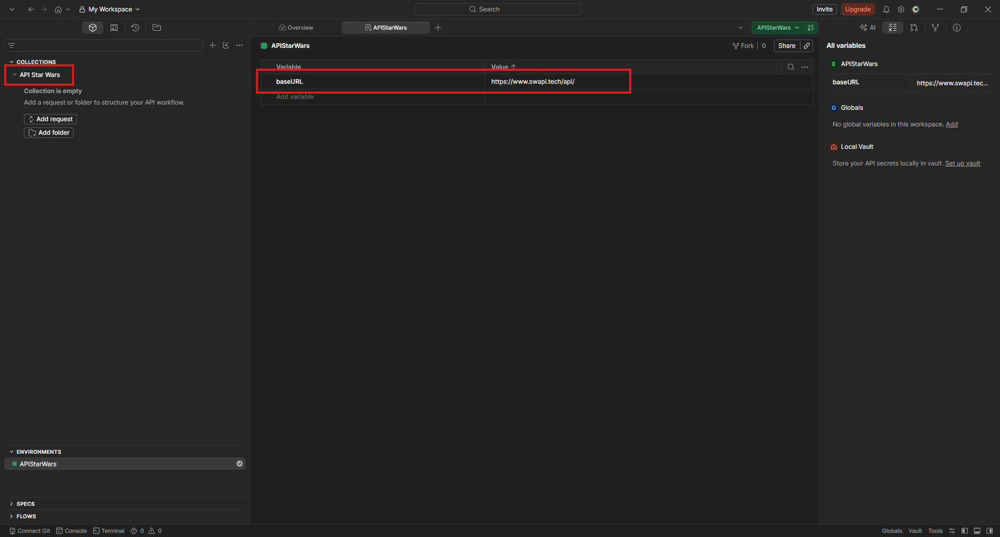 My Workspace
Search
Invite
Upgrade
Overview
APIStarWars
APIStarWars
AI
APIStarWars
Fork
0
Share
All variables
COLLECTIONS
API Star Wars
Collection is empty
Add a request or folder to structure your API workflow.
Add request
Add folder
Variable
Value
baseURL
https://www.swapi.tech/api/
Add variable
E APIStarWars
baseURL
https://www.swapi.tec...
G Globals
No global variables in this workspace. Add
Local Vault
Store your API secrets locally in vault. Set up vault
ENVIRONMENTS
APIStarWars
SPECS
FLOWS
Connect Git
Console
Terminal
0
0
Globals
Vault
Tools